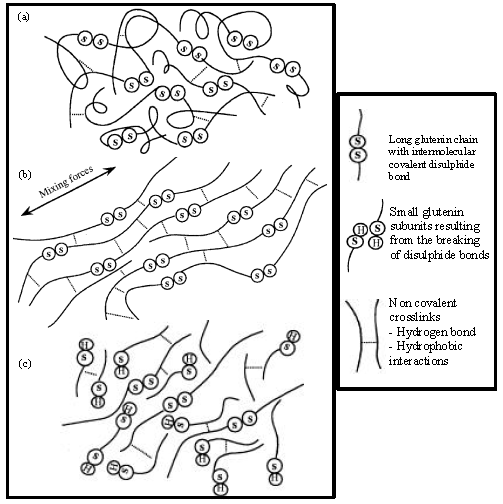 (a)
S S
S S
S S
S S
S S
S S
S S
S S
(b)
Mixing forces
S S
S S
S S
S S
S S
S S
S S
S S
(c)
H
S
H
S
H
S
H
S
S
H
S S
S S
S S
H
S
H S
H
S
H S
S
H
S
H
S
H
S
S
Long glutenin chain
with intermolecular
covalent disulphide
bond
H S
S H
Small glutenin
subunits resulting
from the breaking
of disulphide bonds
Non covalent
crosslinks
- Hydrogen bond
- Hydrophobic
interactions